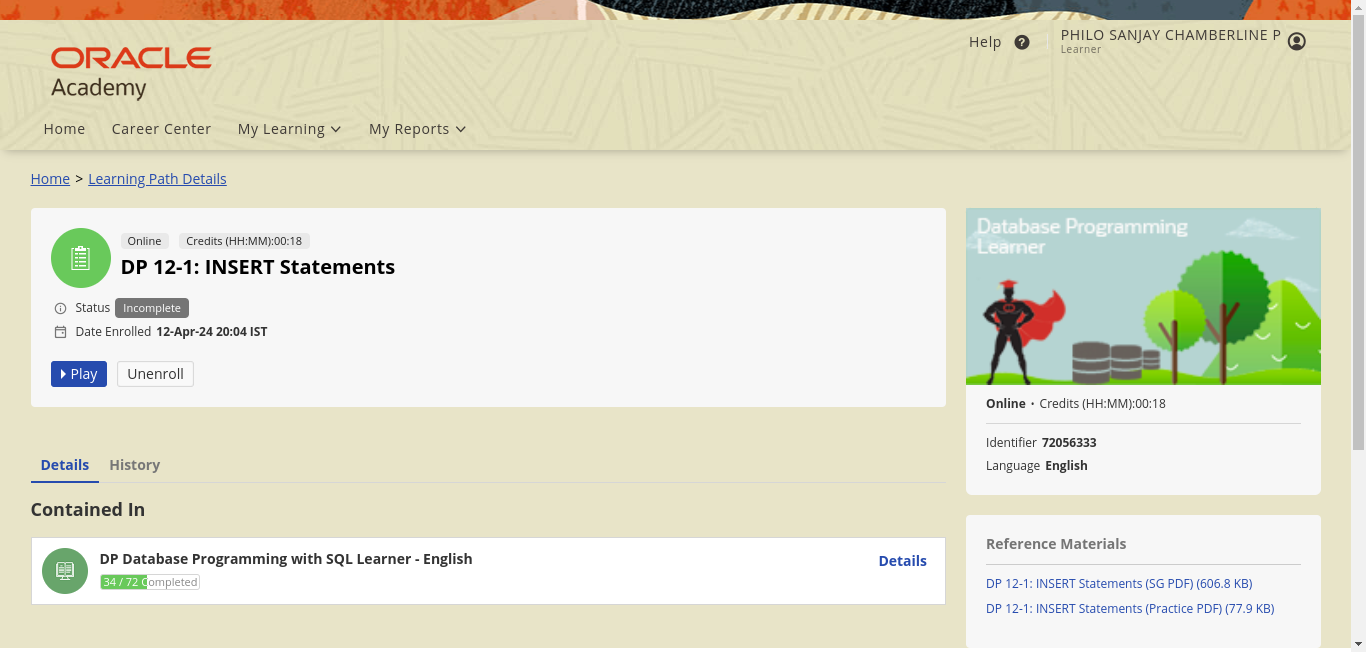 Help ?
PHILO SANJAY CHAMBERLINE P
Learner
ORACLE
Academy
Home Career Center My Learning My Reports
Home > Learning Path Details
Online Credits (HH:MM):00:18
DP 12-1: INSERT Statements
Status Incomplete
Date Enrolled 12-Apr-24 20:04 IST
Play Unenroll
Details History
Contained In
DP Database Programming with SQL Learner - English
34 / 72 Completed
Details
Database Programming
Learner
Online • Credits (HH:MM):00:18
Identifier 72056333
Language English
Reference Materials
DP 12-1: INSERT Statements (SG PDF) (606.8 KB)
DP 12-1: INSERT Statements (Practice PDF) (77.9 KB)